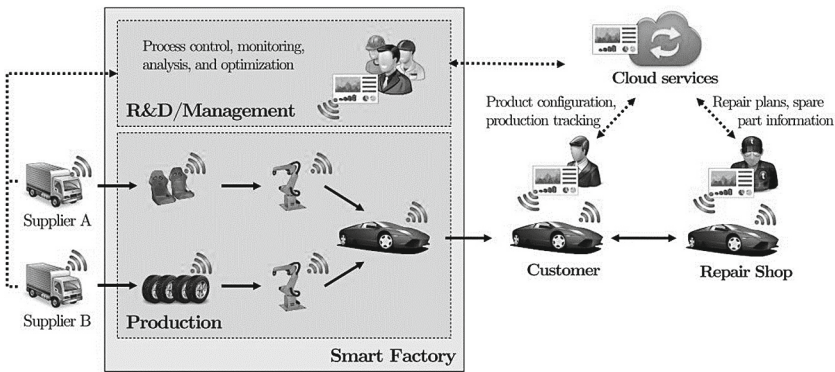 Process control, monitoring,
analysis, and optimization
R&D/Management
Cloud services
Product configuration,
production tracking
Repair plans, spare
part information
Supplier A
Customer
Repair Shop
Supplier B
Production
Smart Factory